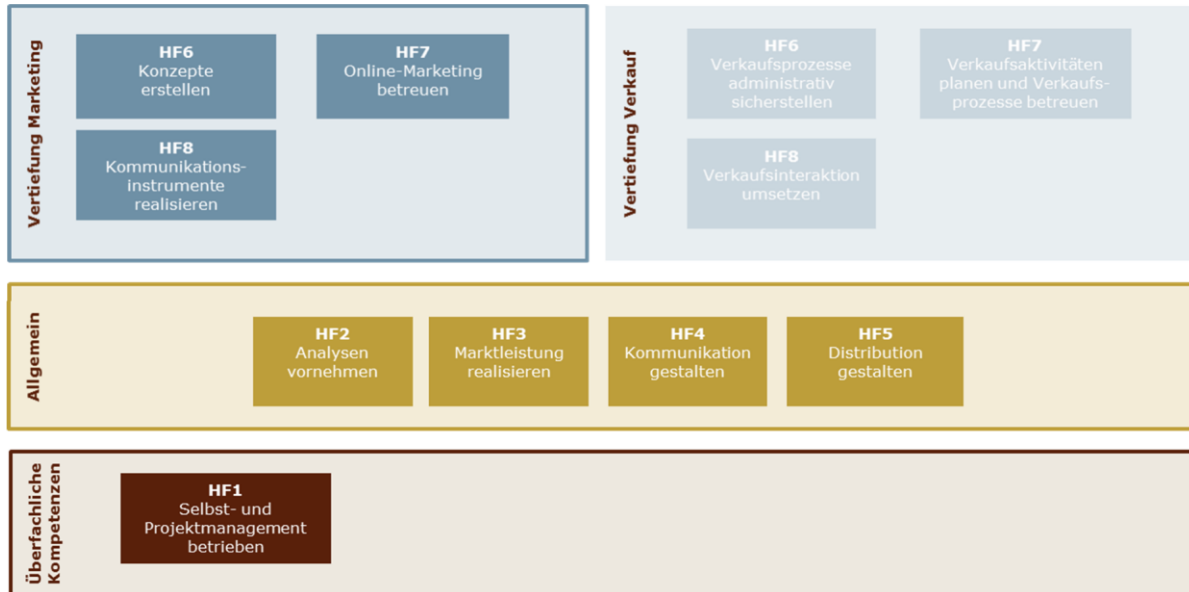 Vertiefung Marketing
HF6
Konzepte
erstellen
HF7
Online-Marketing
betreuen
HF8
Kommunikations-
instrumente
realisieren
Vertiefung Verkauf
HF6
Verkaufsprozesse
administrativ
sicherstellen
HF7
Verkaufsaktivitäten
planen und Verkaufs-
prozesse betreuen
HF8
Verkaufsinteraktion
umsetzen
Allgemein
HF2
Analysen
vornehmen
HF3
Marktleistung
realisieren
HF4
Kommunikation
gestalten
HF5
Distribution
gestalten
Überfachliche
Kompetenzen
HF1
Selbst- und
Projektmanagement
betrieben